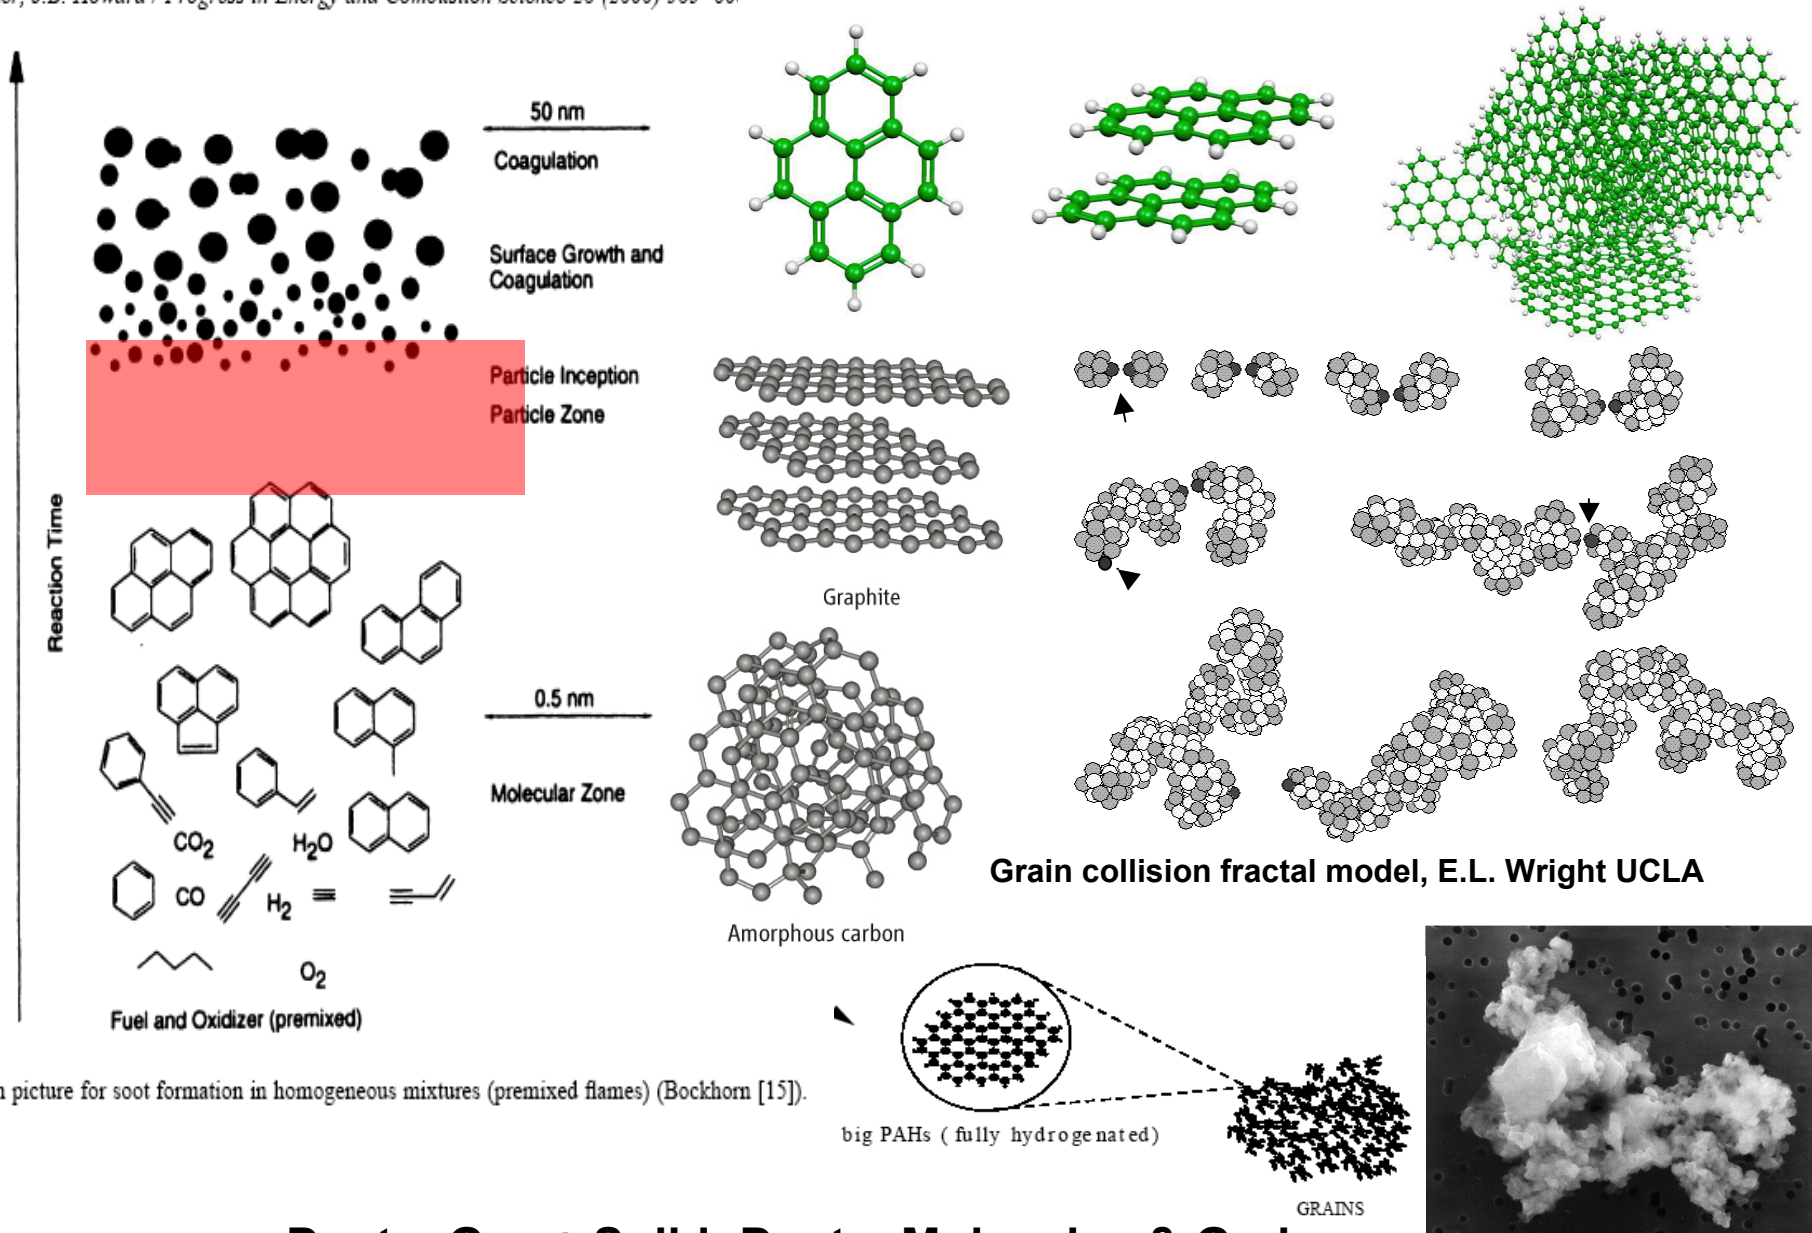 50 nm
Coagulation
Surface Growth and
Coagulation
Particle Inception
Particle Zone
Reaction Time
0.5 nm
Molecular Zone
CO2
H2O
CO
H2
O2
Fuel and Oxidizer (premixed)
picture for soot formation in homogeneous mixtures (premixed flames) (Bockhorn [15]).
Graphite
Amorphous carbon
Grain collision fractal model, E.L. Wright UCLA
big PAHs ( fully hydrogenated)
GRAINS